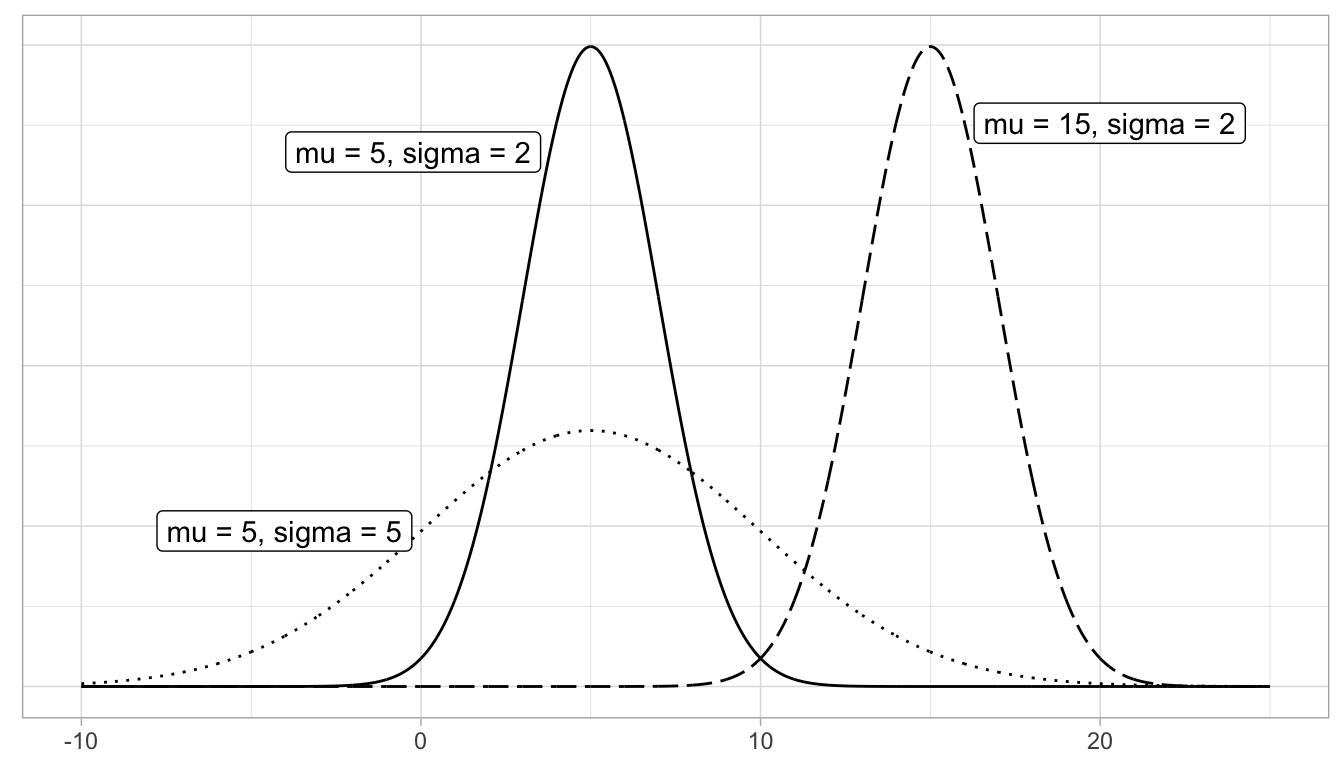 mu = 15, sigma = 2
mu = 5, sigma = 2
mu = 5, sigma = 5
-10 0 10 20